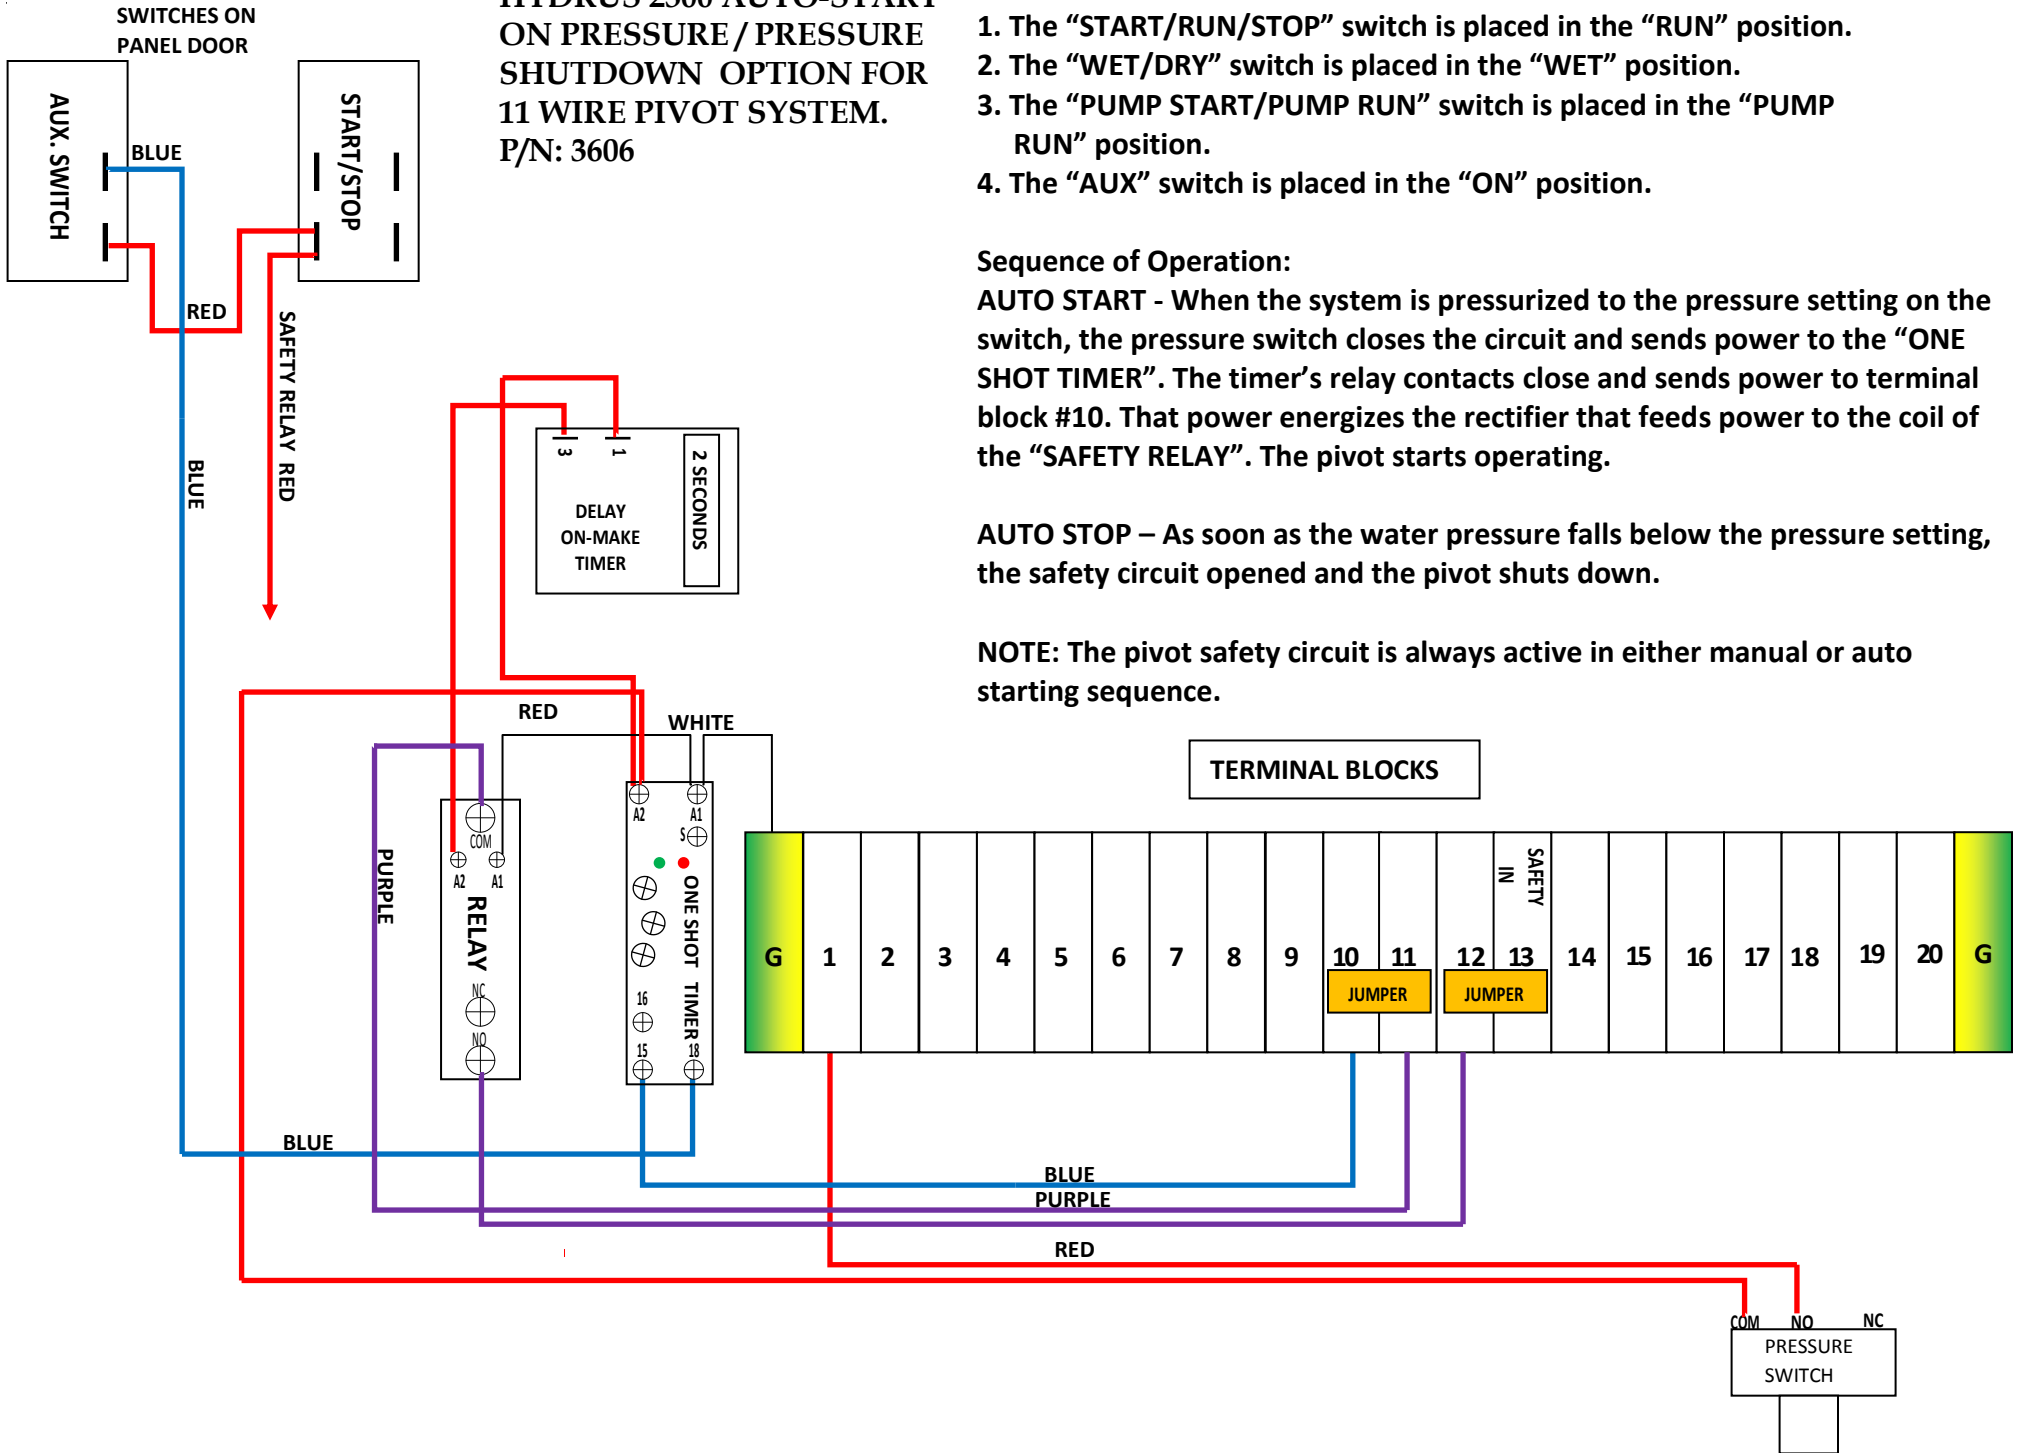 SWITCHES ON
PANEL DOOR
HYDRUS 2500 AUTO-START
ON PRESSURE / PRESSURE
SHUTDOWN OPTION FOR
11 WIRE PIVOT SYSTEM.
P/N: 3606
1. The “START/RUN/STOP” switch is placed in the “RUN” position.
2. The “WET/DRY” switch is placed in the “WET” position.
3. The “PUMP START/PUMP RUN” switch is placed in the “PUMP
RUN” position.
4. The “AUX” switch is placed in the “ON” position.
Sequence of Operation:
AUTO START - When the system is pressurized to the pressure setting on the
switch, the pressure switch closes the circuit and sends power to the “ONE
SHOT TIMER”. The timer’s relay contacts close and sends power to terminal
block #10. That power energizes the rectifier that feeds power to the coil of
the “SAFETY RELAY”. The pivot starts operating.
AUTO STOP – As soon as the water pressure falls below the pressure setting,
the safety circuit opened and the pivot shuts down.
NOTE: The pivot safety circuit is always active in either manual or auto
starting sequence.
AUX. SWITCH
BLUE
START/STOP
RED
SAFETY RELAY RED
BLUE
3
1
2 SECONDS
DELAY
ON-MAKE
TIMER
RED
WHITE
TERMINAL BLOCKS
PURPLE
COM
A2
A1
RELAY
NC
NO
A2
A1
S
ONE SHOT TIMER
16
15
18
SAFETY
IN
G 1 2 3 4 5 6 7 8 9 10 11 12 13 14 15 16 17 18 19 20 G
JUMPER
JUMPER
BLUE
BLUE
PURPLE
RED
COM
NO
NC
PRESSURE
SWITCH